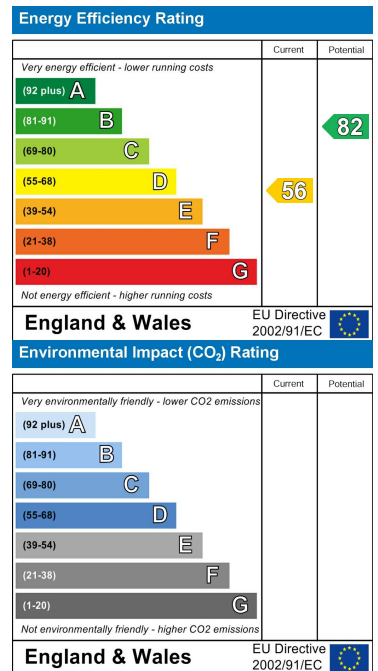 Energy Efficiency Rating
Current Potential
Very energy efficient - lower running costs
(92 plus) A
(81-91) B
82
(69-80) C
(55-68) D
56
(39-54) E
(21-38) F
(1-20) G
Not energy efficient - higher running costs
England & Wales
EU Directive
2002/91/EC
Environmental Impact (CO₂) Rating
Current Potential
Very environmentally friendly - lower CO2 emissions
(92 plus) A
(81-91) B
(69-80) C
(55-68) D
(39-54) E
(21-38) F
(1-20) G
Not environmentally friendly - higher CO2 emissions
England & Wales
EU Directive
2002/91/EC